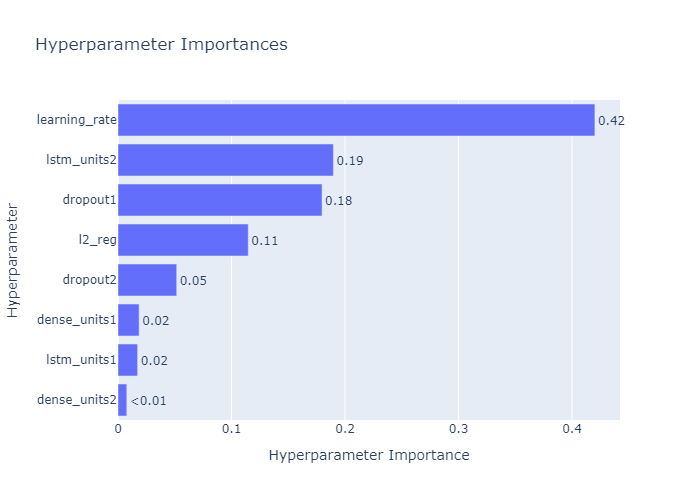 Hyperparameter Importances
Hyperparameter
learning_rate 0.42
lstm_units2 0.19
dropout1 0.18
l2_reg 0.11
dropout2 0.05
dense_units1 0.02
lstm_units1 0.02
dense_units2 <0.01
0 0.1 0.2 0.3 0.4
Hyperparameter Importance